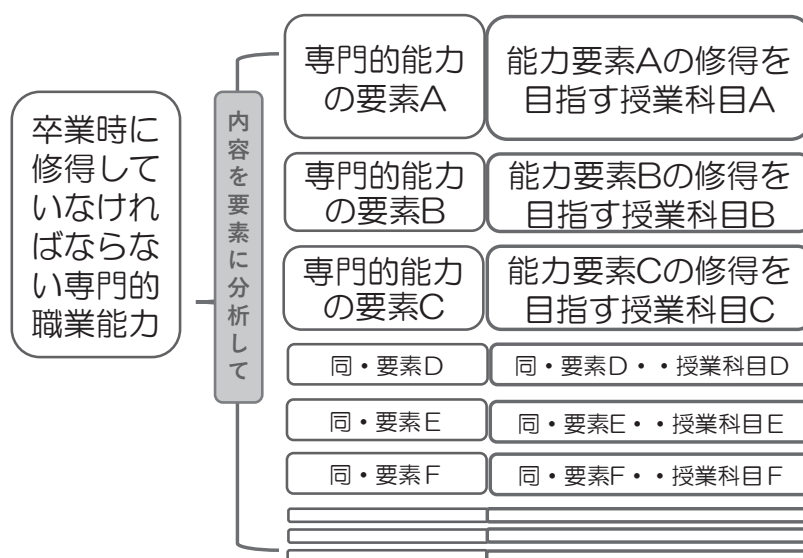 卒業時に
修得して
いなけれ
ばならな
い専門的
職業能力
内容を要素に分析して
専門的能力
の要素A
能力要素Aの修得を
目指す授業科目A
専門的能力
の要素B
能力要素Bの修得を
目指す授業科目B
専門的能力
の要素C
能力要素Cの修得を
目指す授業科目C
同・要素D
同・要素D・・授業科目D
同・要素E
同・要素E・・授業科目E
同・要素F
同・要素F・・授業科目F